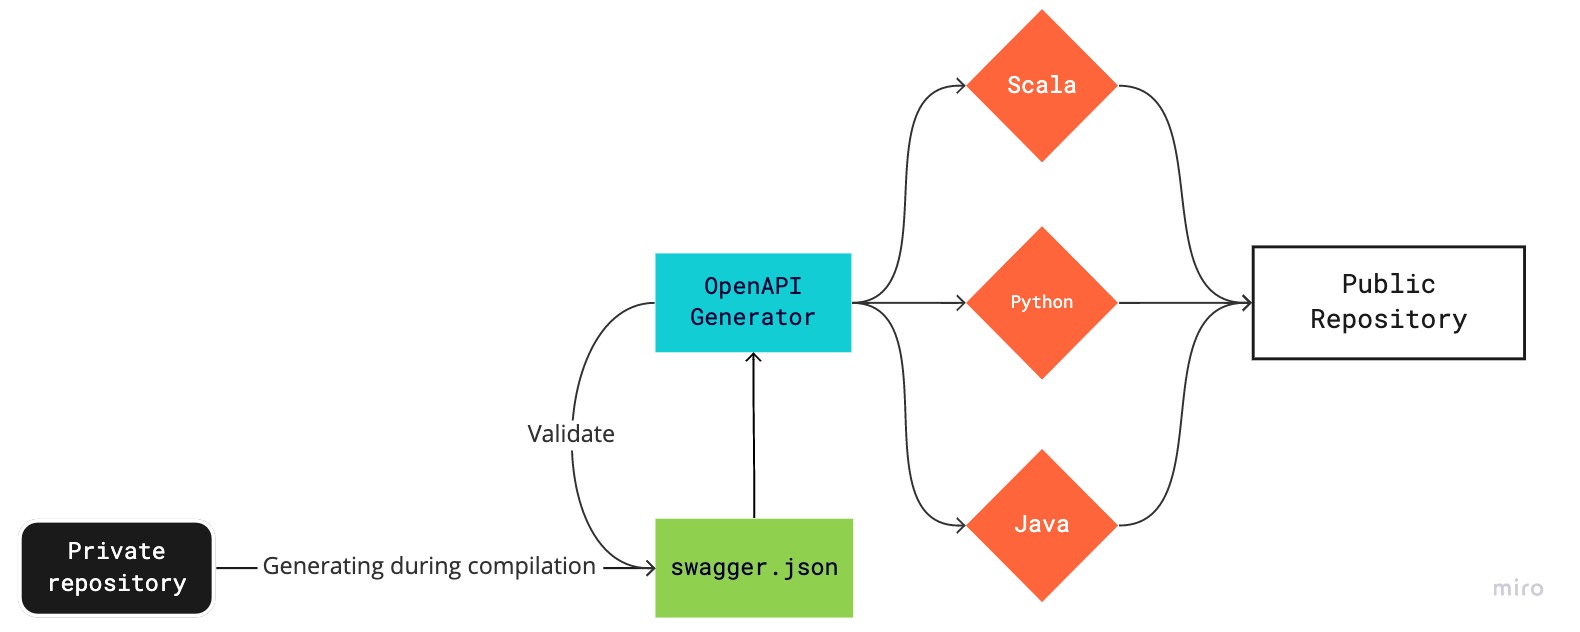 Scala
OpenAPI
Generator
Python
Public
Repository
Validate
Java
Private
repository
Generating during compilation
swagger.json
miro